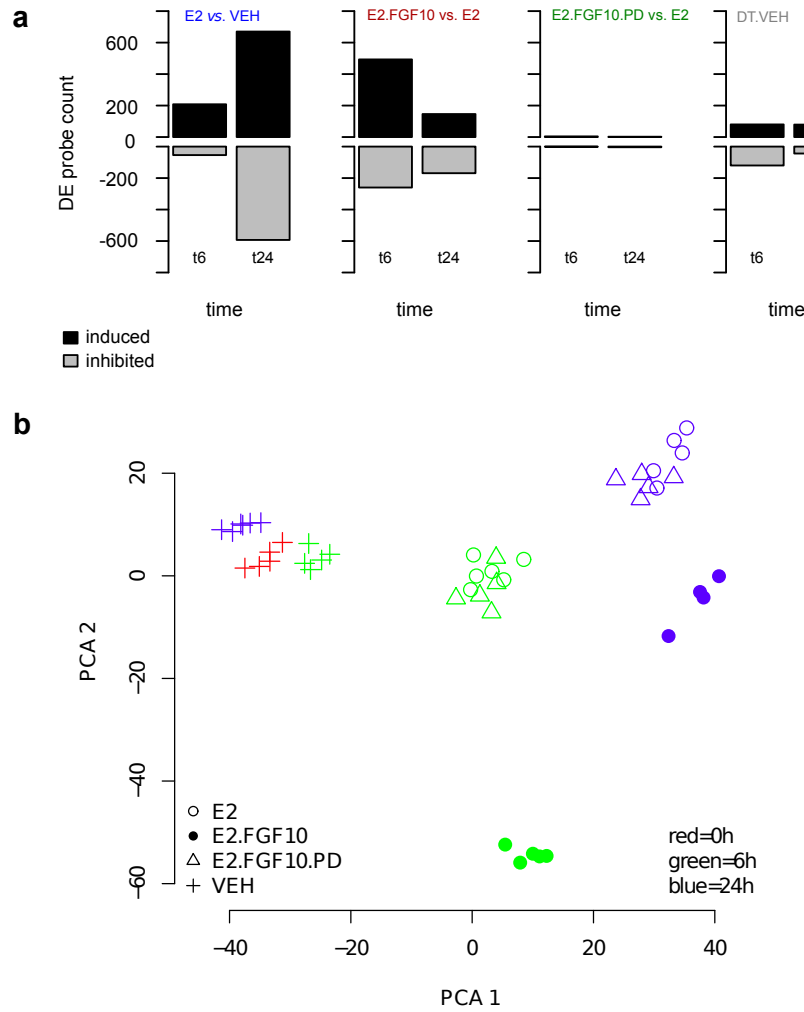 a
E2 vs. VEH
E2.FGF10 vs. E2
E2.FGF10.PD vs. E2
DT.VEH
DE probe count
600
200
0
0
-200
-600
t6
t24
t6
t24
t6
t24
t6
time
time
time
time
induced
inhibited
b
PCA 2
20
0
−20
−40
−60
E2
E2.FGF10
E2.FGF10.PD
VEH
red=0h
green=6h
blue=24h
−40
−20
0
20
40
PCA 1